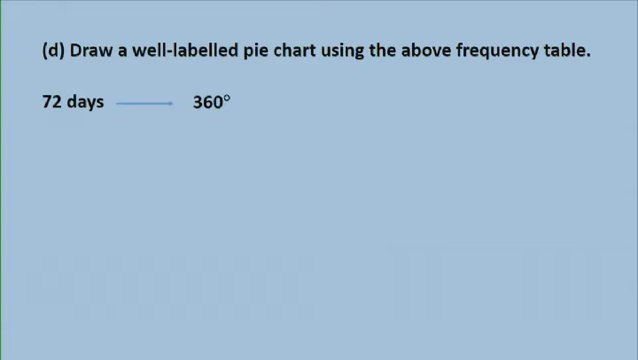 (d) Draw a well-labelled pie chart using the above frequency table.
72 days → 360°